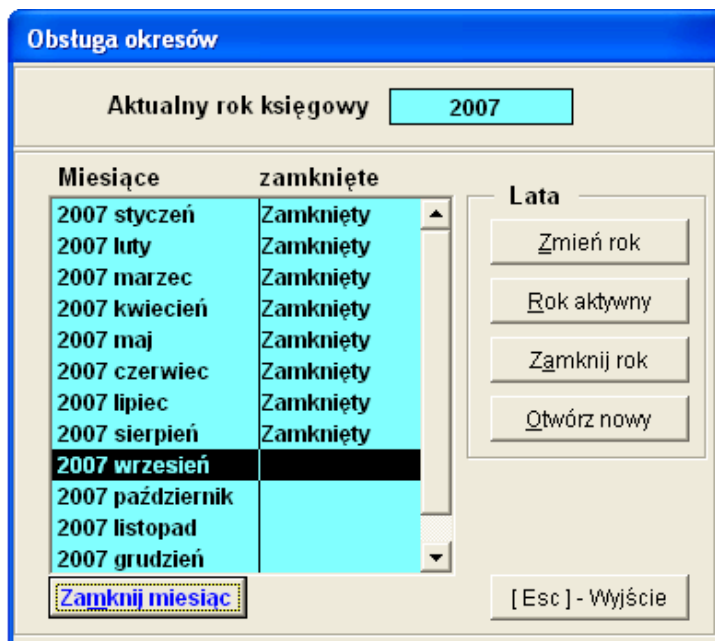 Obsługa okresów
Aktualny rok księgowy 2007
Miesiące zamknięte
2007 styczeń Zamknięty
2007 luty Zamknięty
2007 marzec Zamknięty
2007 kwiecień Zamknięty
2007 maj Zamknięty
2007 czerwiec Zamknięty
2007 lipiec Zamknięty
2007 sierpień Zamknięty
2007 wrzesień
2007 październik
2007 listopad
2007 grudzień
Zamknij miesiąc
Lata
Zmień rok
Rok aktywny
Zamknij rok
Otwórz nowy
[ Esc ] - Wyjście